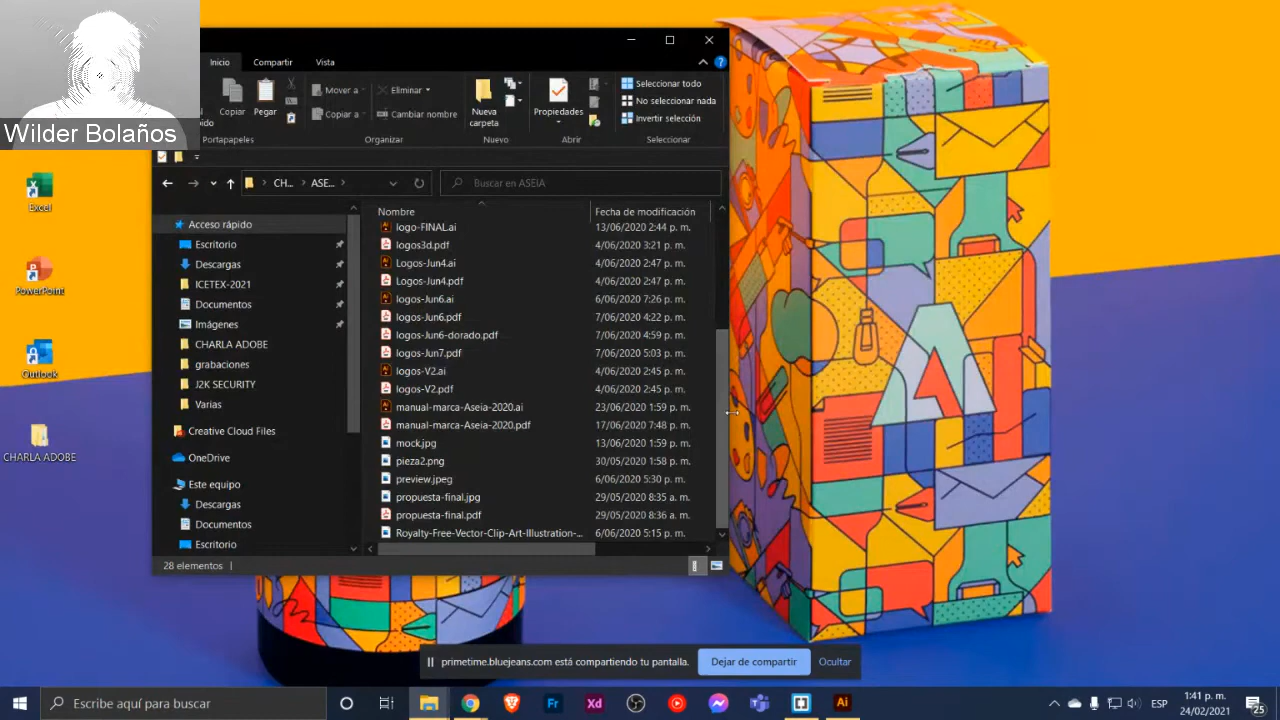 Wilder Bolaños
Inicio
Compartir
Vista
Copiar
Pegar
Mover a
Copiar a
Eliminar
Cambiar nombre
Nueva
carpeta
Propiedades
Seleccionar todo
No seleccionar nada
Invertir selección
Portapapeles
Organizar
Nuevo
Abrir
Seleccionar
CH...
ASE...
Buscar en ASEIA
Excel
PowerPoint
Outlook
CHARLA ADOBE
Acceso rápido
Escritorio
Descargas
ICETEX-2021
Documentos
Imágenes
CHARLA ADOBE
grabaciones
J2K SECURITY
Varias
Creative Cloud Files
OneDrive
Este equipo
Descargas
Documentos
Escritorio
Nombre Fecha de modificación
logo-FINAL.ai 13/06/2020 2:44 p. m.
logos3d.pdf 4/06/2020 3:21 p. m.
Logos-Jun4.ai 4/06/2020 2:47 p. m.
Logos-Jun4.pdf 4/06/2020 2:47 p. m.
logos-Jun6.ai 6/06/2020 7:26 p. m.
logos-Jun6.pdf 7/06/2020 4:22 p. m.
logos-Jun6-dorado.pdf 7/06/2020 4:59 p. m.
logos-Jun7.pdf 7/06/2020 5:03 p. m.
logos-V2.ai 4/06/2020 2:45 p. m.
logos-V2.pdf 4/06/2020 2:45 p. m.
manual-marca-Aseia-2020.ai 23/06/2020 1:59 p. m.
manual-marca-Aseia-2020.pdf 17/06/2020 7:48 p. m.
mock.jpg 13/06/2020 1:59 p. m.
pieza2.png 30/05/2020 1:58 p. m.
preview.jpeg 6/06/2020 5:30 p. m.
propuesta-final.jpg 29/05/2020 8:35 a. m.
propuesta-final.pdf 29/05/2020 8:36 a. m.
Royalty-Free-Vector-Clip-Art-Illustration-... 6/06/2020 5:15 p. m.
28 elementos
primetime.bluejeans.com está compartiendo tu pantalla.
Dejar de compartir
Ocultar
Escribe aquí para buscar
Fr
Xd
Ai
ESP
1:41 p. m.
24/02/2021
25